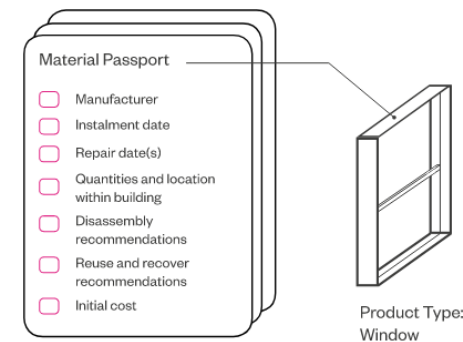 Material Passport
Manufacturer
Instalment date
Repair date(s)
Quantities and location
within building
Disassembly
recommendations
Reuse and recover
recommendations
Initial cost
Product Type:
Window